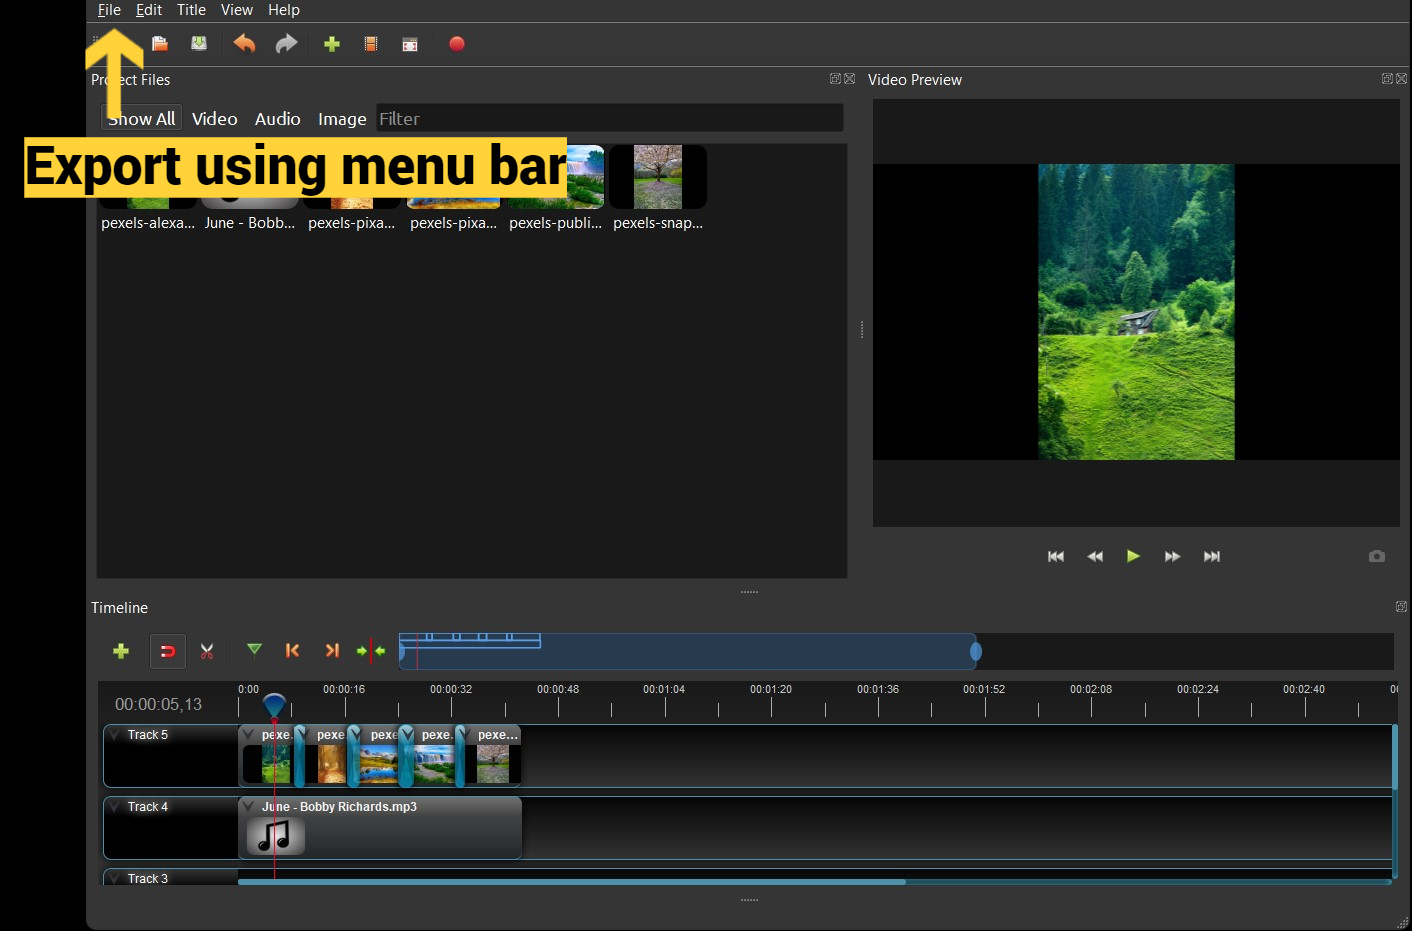 File Edit Title View Help
Project Files
Video Preview
Show All Video Audio Image Filter
Export using menu bar
pexels-alexa... June - Bobb... pexels-pixa... pexels-pixa... pexels-publi... pexels-snap...
Timeline
00:00:05,13
0:00 00:00:16 00:00:32 00:00:48 00:01:04 00:01:20 00:01:36 00:01:52 00:02:08 00:02:24 00:02:40
Track 5
pexe. pexe pexe pexe. pexe...
Track 4
June - Bobby Richards.mp3
Track 3